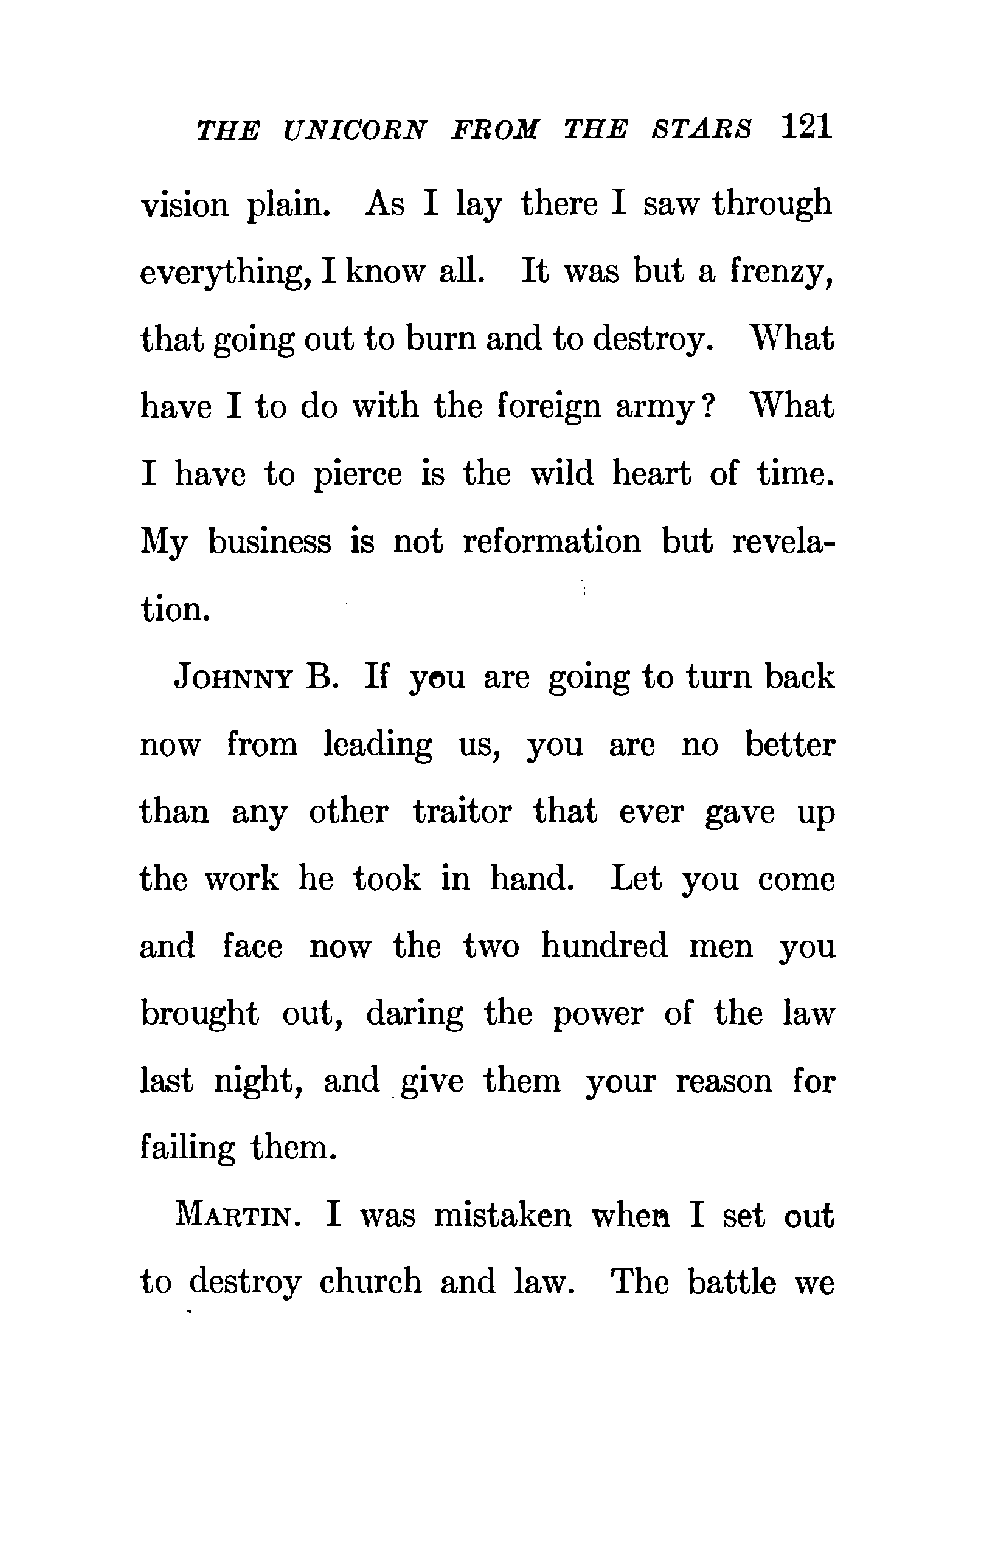 THE UNICORN FROM THE STARS 121
vision plain. As I lay there I saw through
everything, I know all. It was but a frenzy,
that going out to burn and to destroy. What
have I to do with the foreign army? What
I have to pierce is the wild heart of time.
My business is not reformation but revela-
tion.
JOHNNY B. If you are going to turn back
now from leading us, you are no better
than any other traitor that ever gave up
the work he took in hand. Let you come
and face now the two hundred men you
brought out, daring the power of the law
last night, and give them your reason for
failing them.
MARTIN. I was mistaken when I set out
to destroy church and law. The battle we